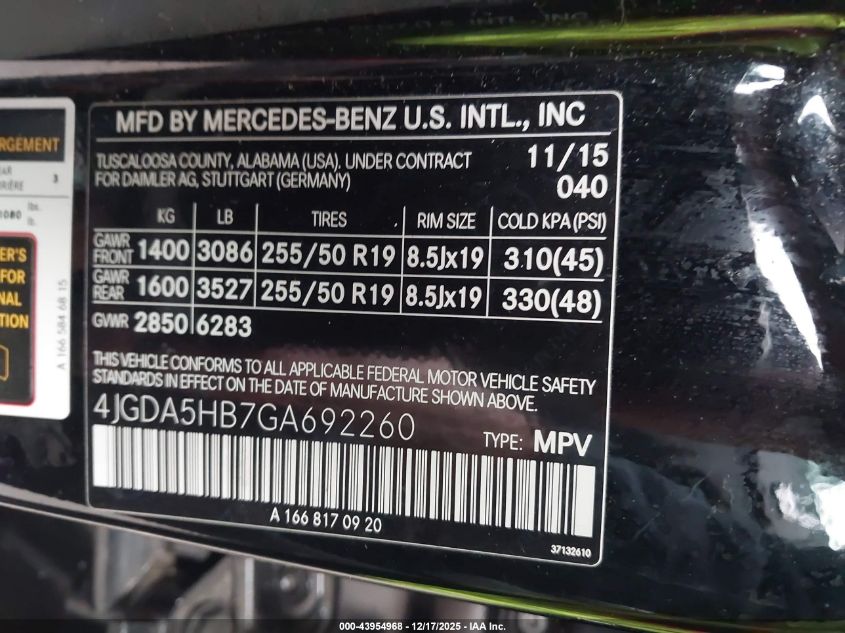 MFD BY MERCEDES-BENZ U.S. INTL., INC
TUSCALOOSA COUNTY, ALABAMA (USA). UNDER CONTRACT
FOR DAIMLER AG, STUTTGART (GERMANY)
11/15
040
KG LB TIRES RIM SIZE COLD KPA (PSI)
GAWR FRONT 1400 3086 255/50 R19 8.5Jx19 310(45)
GAWR REAR 1600 3527 255/50 R19 8.5Jx19 330(48)
GVWR 2850 6283
THIS VEHICLE CONFORMS TO ALL APPLICABLE FEDERAL MOTOR VEHICLE SAFETY
STANDARDS IN EFFECT ON THE DATE OF MANUFACTURE SHOWN ABOVE.
4JGDA5HB7GA692260
TYPE: MPV
A 166 817 09 20
37132610
3
lbs.
lb.
FOR
A 166 584 68 15
000-43954968 - 12/17/2025 - IAA Inc.